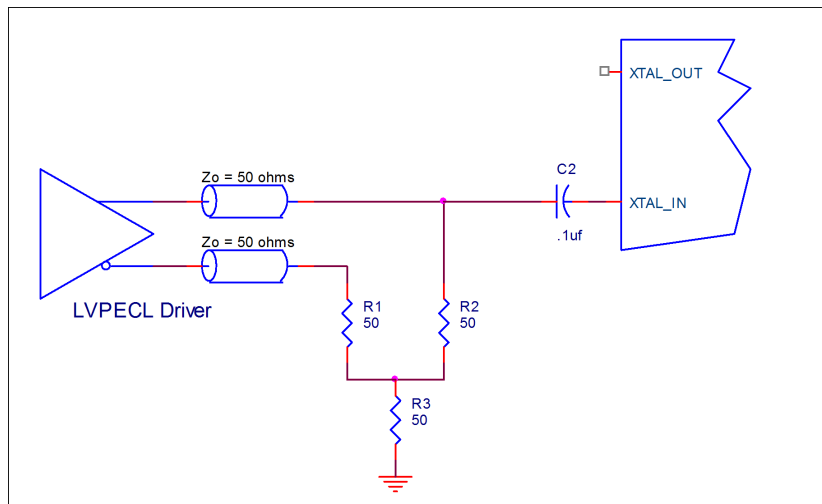 XTAL_OUT
C2
Zo = 50 ohms
XTAL_IN
.1uf
Zo = 50 ohms
LVPECL Driver
R1
50
R2
50
R3
50